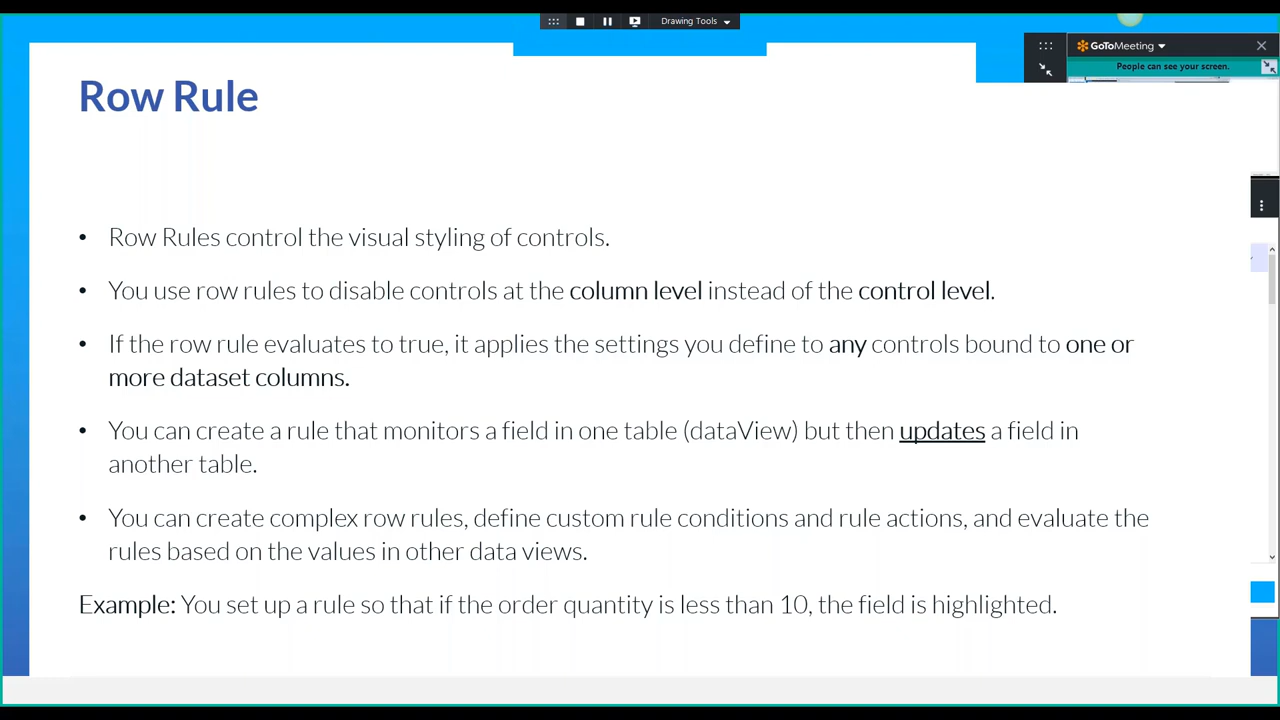 Drawing Tools
GoToMeeting
People can see your screen.
Row Rule
• Row Rules control the visual styling of controls.
• You use row rules to disable controls at the column level instead of the control level.
• If the row rule evaluates to true, it applies the settings you define to any controls bound to one or
more dataset columns.
• You can create a rule that monitors a field in one table (dataView) but then updates a field in
another table.
• You can create complex row rules, define custom rule conditions and rule actions, and evaluate the
rules based on the values in other data views.
Example: You set up a rule so that if the order quantity is less than 10, the field is highlighted.